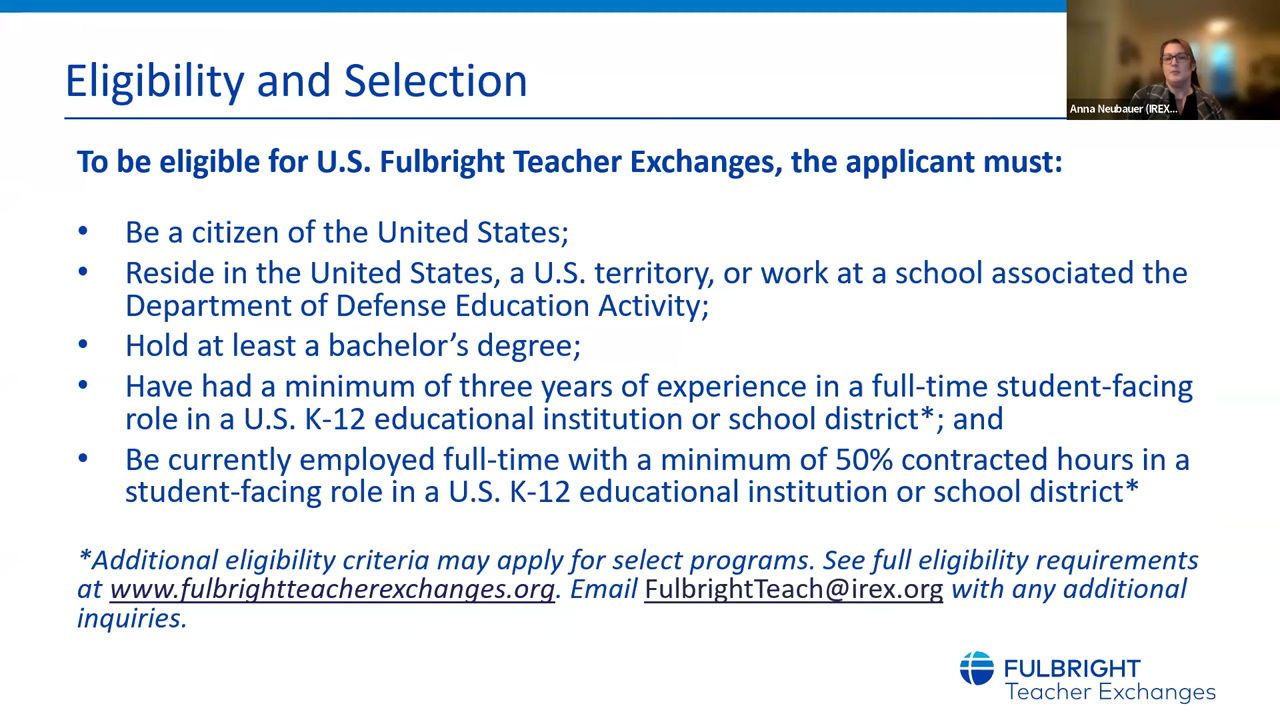 Eligibility and Selection
Anna Neubauer (IREX...
To be eligible for U.S. Fulbright Teacher Exchanges, the applicant must:
• Be a citizen of the United States;
• Reside in the United States, a U.S. territory, or work at a school associated the
Department of Defense Education Activity;
• Hold at least a bachelor’s degree;
• Have had a minimum of three years of experience in a full-time student-facing
role in a U.S. K-12 educational institution or school district*; and
• Be currently employed full-time with a minimum of 50% contracted hours in a
student-facing role in a U.S. K-12 educational institution or school district*
*Additional eligibility criteria may apply for select programs. See full eligibility requirements
at www.fulbrightteacherexchanges.org. Email FulbrightTeach@irex.org with any additional
inquiries.
FULBRIGHT
Teacher Exchanges